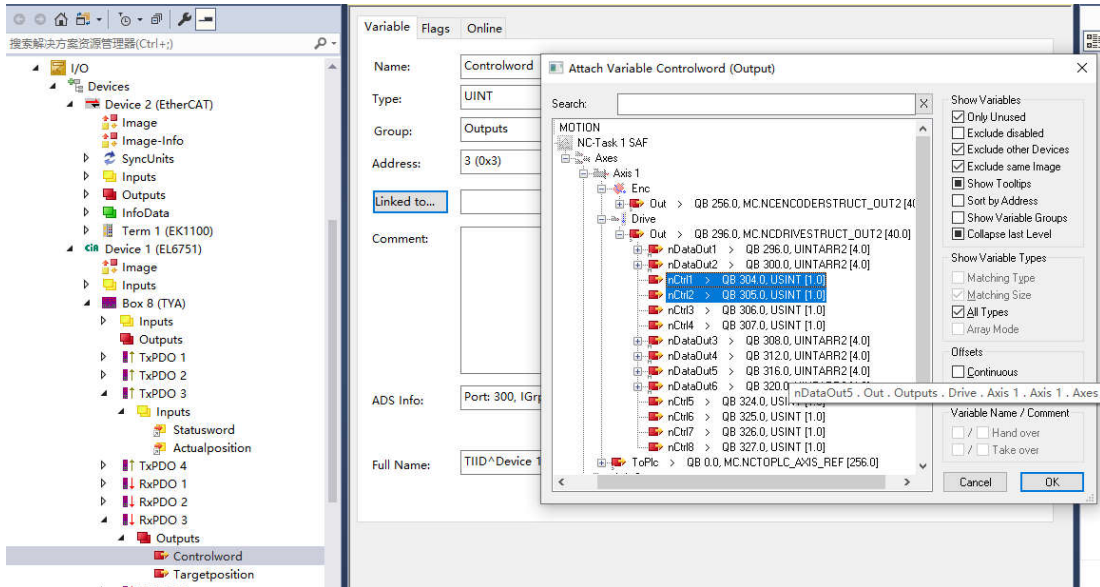 搜索解决方案资源管理器(Ctrl+;)
I/O
Devices
Device 2 (EtherCAT)
Image
Image-Info
SyncUnits
Inputs
Outputs
InfoData
Term 1 (EK1100)
CiA Device 1 (EL6751)
Image
Inputs
Box 8 (TYA)
Inputs
Outputs
TxPDO 1
TxPDO 2
TxPDO 3
Inputs
Statusword
Actualposition
TxPDO 4
RxPDO 1
RxPDO 2
RxPDO 3
Outputs
Controlword
Targetposition
Variable Flags Online
Name: Controlword
Type: UINT
Group: Outputs
Address: 3 (0x3)
Linked to...
Comment:
ADS Info: Port: 300, IGr
Full Name: TIID^Device 1
Attach Variable Controlword (Output)
Search:
MOTION
NC-Task 1 SAF
Axes
Axis 1
Enc
Out > QB 256.0, MC.NCENCODERSTRUCT_OUT2 [4
Drive
Out > QB 296.0, MC.NCDRIVESTRUCT_OUT2 [40.0]
nDataOut1 > QB 296.0, UINTARR2 [4.0]
nDataOut2 > QB 300.0, UINTARR2 [4.0]
nCtrl1 > QB 304.0, USINT [1.0]
nCtrl2 > QB 305.0, USINT [1.0]
nCtrl3 > QB 306.0, USINT [1.0]
nCtrl4 > QB 307.0, USINT [1.0]
nDataOut3 > QB 308.0, UINTARR2 [4.0]
nDataOut4 > QB 312.0, UINTARR2 [4.0]
nDataOut5 > QB 316.0, UINTARR2 [4.0]
nDataOut6 > QB 320.0
nDataOut5 . Out . Outputs . Drive . Axis 1 . Axis 1 . Axes
nCtrl5 > QB 324.0, USINT [1.0]
nCtrl6 > QB 325.0, USINT [1.0]
nCtrl7 > QB 326.0, USINT [1.0]
nCtrl8 > QB 327.0, USINT [1.0]
ToPlc > QB 0.0, MC.NCTOPLC_AXIS_REF [256.0]
Show Variables
Only Unused
Exclude disabled
Exclude other Devices
Exclude same Image
Show Tooltips
Sort by Address
Show Variable Groups
Collapse last Level
Show Variable Types
Matching Type
Matching Size
All Types
Array Mode
Offsets
Continuous
Variable Name / Comment
/ Hand over
/ Take over
Cancel OK